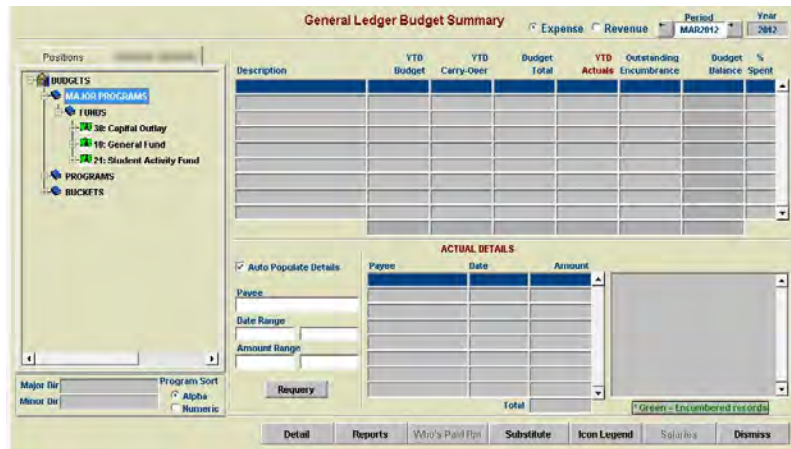 General Ledger Budget Summary
Expense Revenue
Period
MAR2012
Year
2012
Positions
BUDGETS
MAJOR PROGRAMS
FUNDS
30: Capital Outlay
10: General Fund
21: Student Activity Fund
PROGRAMS
BUCKETS
Description YTD Budget YTD Carry-Over Budget Total YTD Actuals Outstanding Encumbrance Budget Balance % Spent
ACTUAL DETAILS
Auto Populate Details
Payee Date Amount
Payee
Date Range
Amount Range
Requery
Total
* Green = Encumbered records
Major Dir
Minor Dir
Program Sort
Alpha
Numeric
Detail Reports Who's Paid Substitute Icon Legend Salaries Dismiss